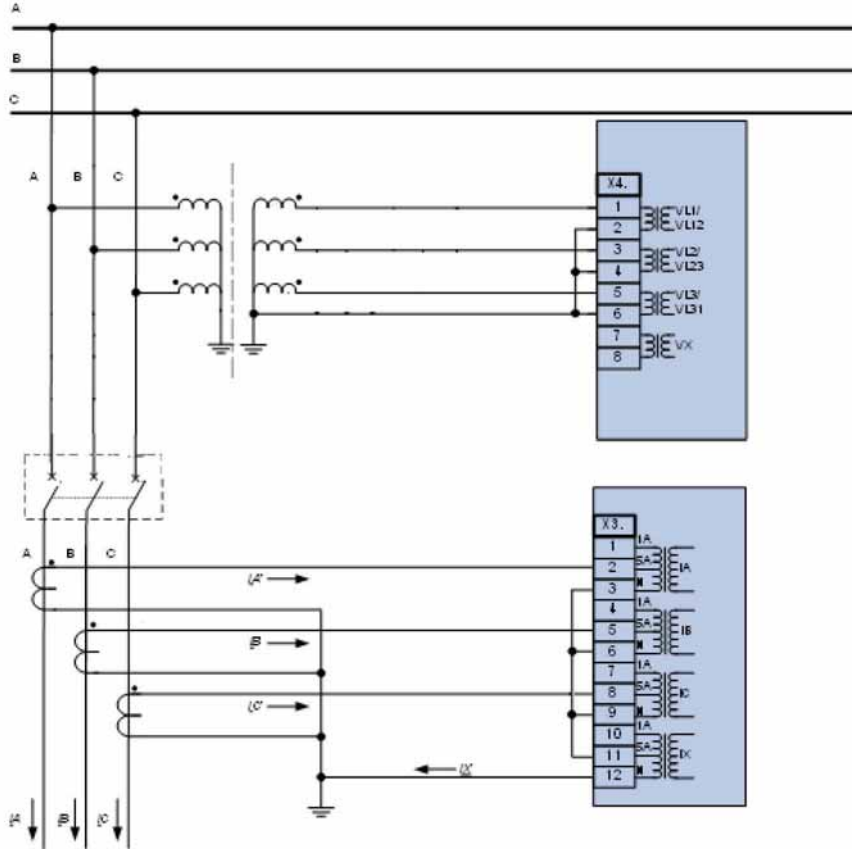 A
B
C
A B C
X4.
1
2
3
4
5
6
7
8
VL1/
VL12
VL2/
VL23
VL3/
VL31
VX
A B C
X3.
1
2
3
4
5
6
7
8
9
10
11
12
1A
5A
N
1A
5A
N
1A
5A
N
1A
5A
N
IA
IB
IC
IX
IA'
IB'
IC'
IX
IA
IB
IC